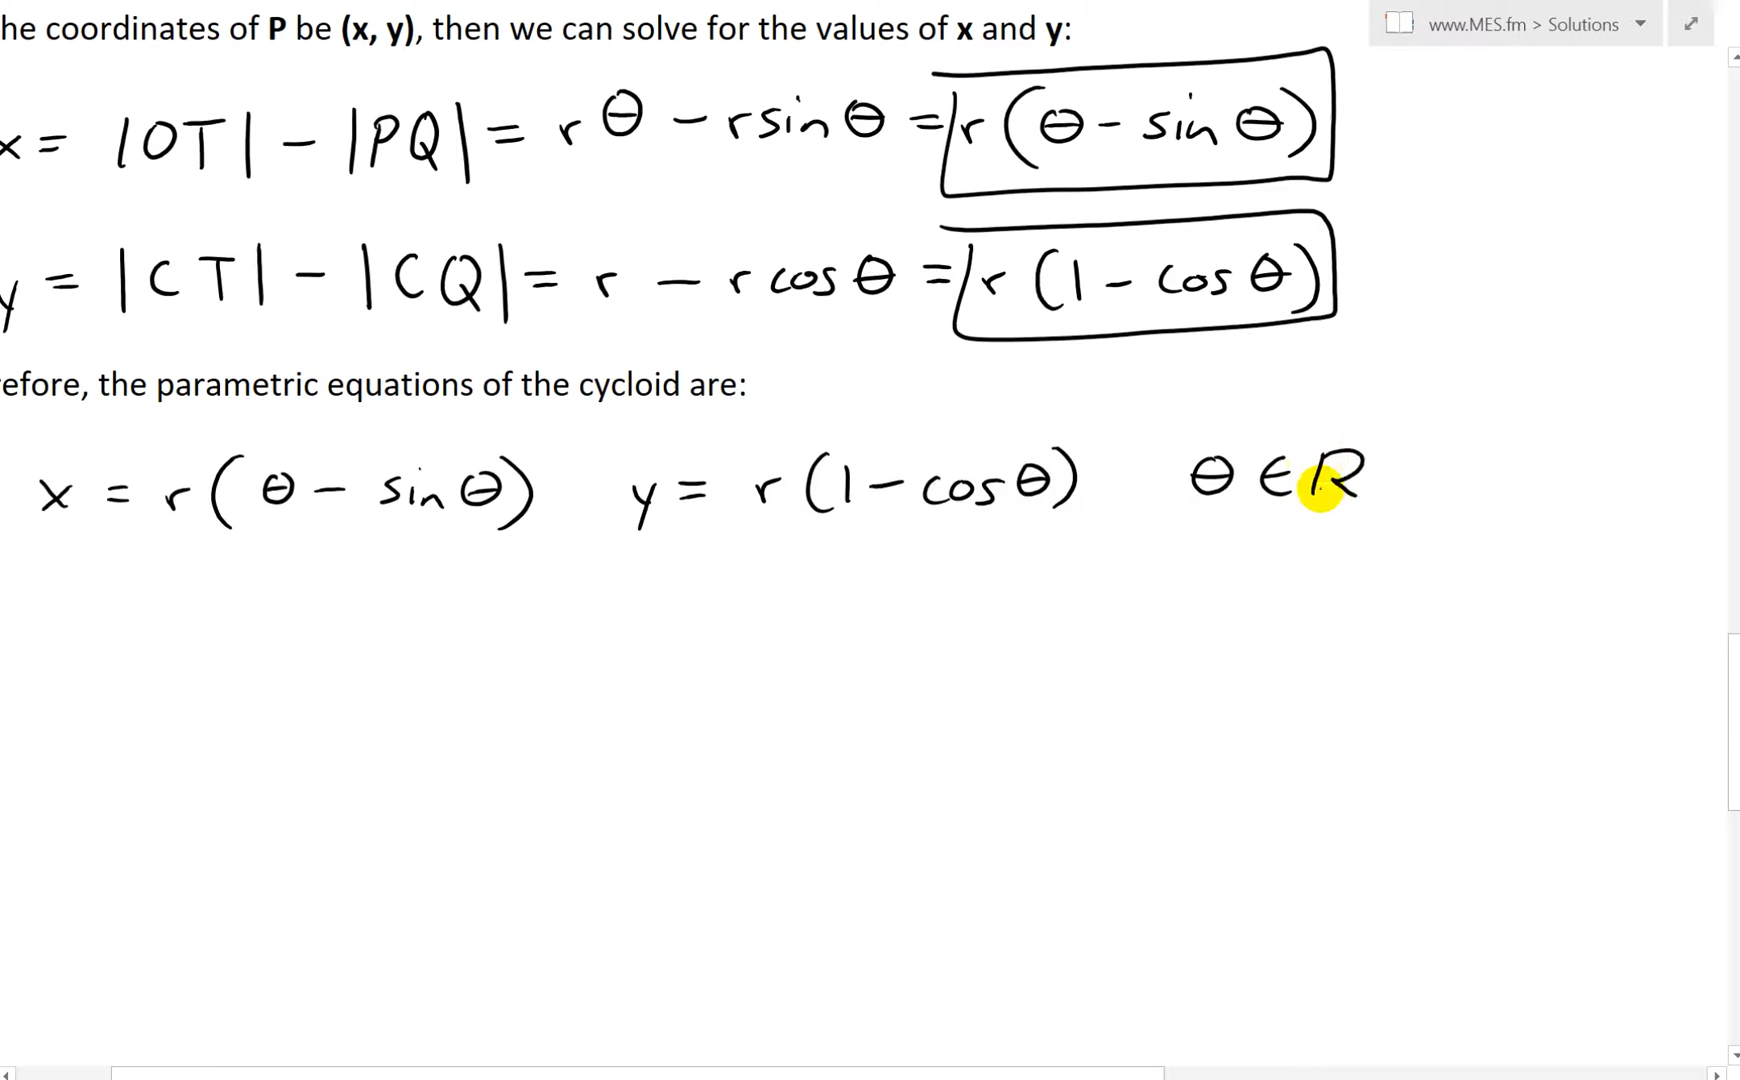 he coordinates of P be (x, y), then we can solve for the values of x and y:
www.MES.fm > Solutions
x = |OT| - |PQ| = rθ - r sin θ = r(θ - sin θ)
y = |CT| - |CQ| = r - r cos θ = r(1 - cos θ)
refore, the parametric equations of the cycloid are:
x = r(θ - sin θ) y = r(1 - cos θ) θ ∈ R